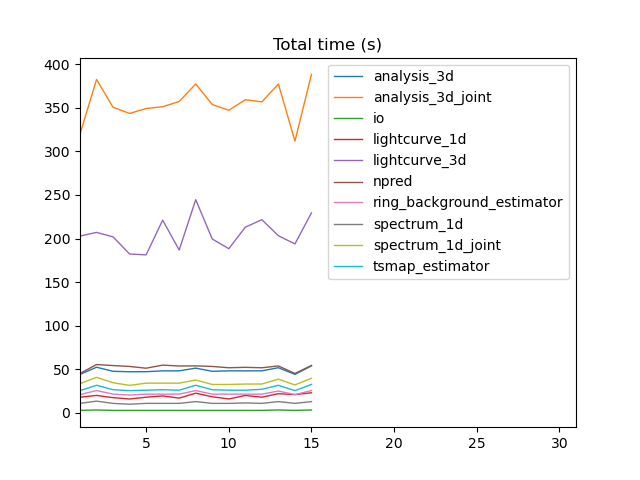 Total time (s)
400
350
300
250
200
150
100
50
0
5
10
15
20
25
30
analysis_3d
analysis_3d_joint
io
lightcurve_1d
lightcurve_3d
npred
ring_background_estimator
spectrum_1d
spectrum_1d_joint
tsmap_estimator